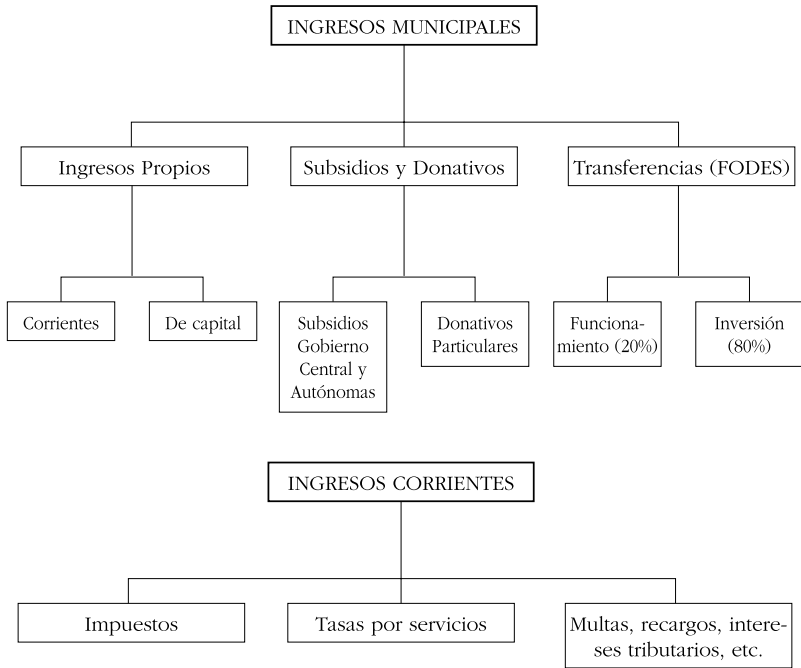 INGRESOS MUNICIPALES
Ingresos Propios
Subsidios y Donativos
Transferencias (FODES)
Corrientes
De capital
Subsidios
Gobierno
Central y
Autónomas
Donativos
Particulares
Funciona-
miento (20%)
Inversión
(80%)
INGRESOS CORRIENTES
Impuestos
Tasas por servicios
Multas, recargos, intere-
ses tributarios, etc.